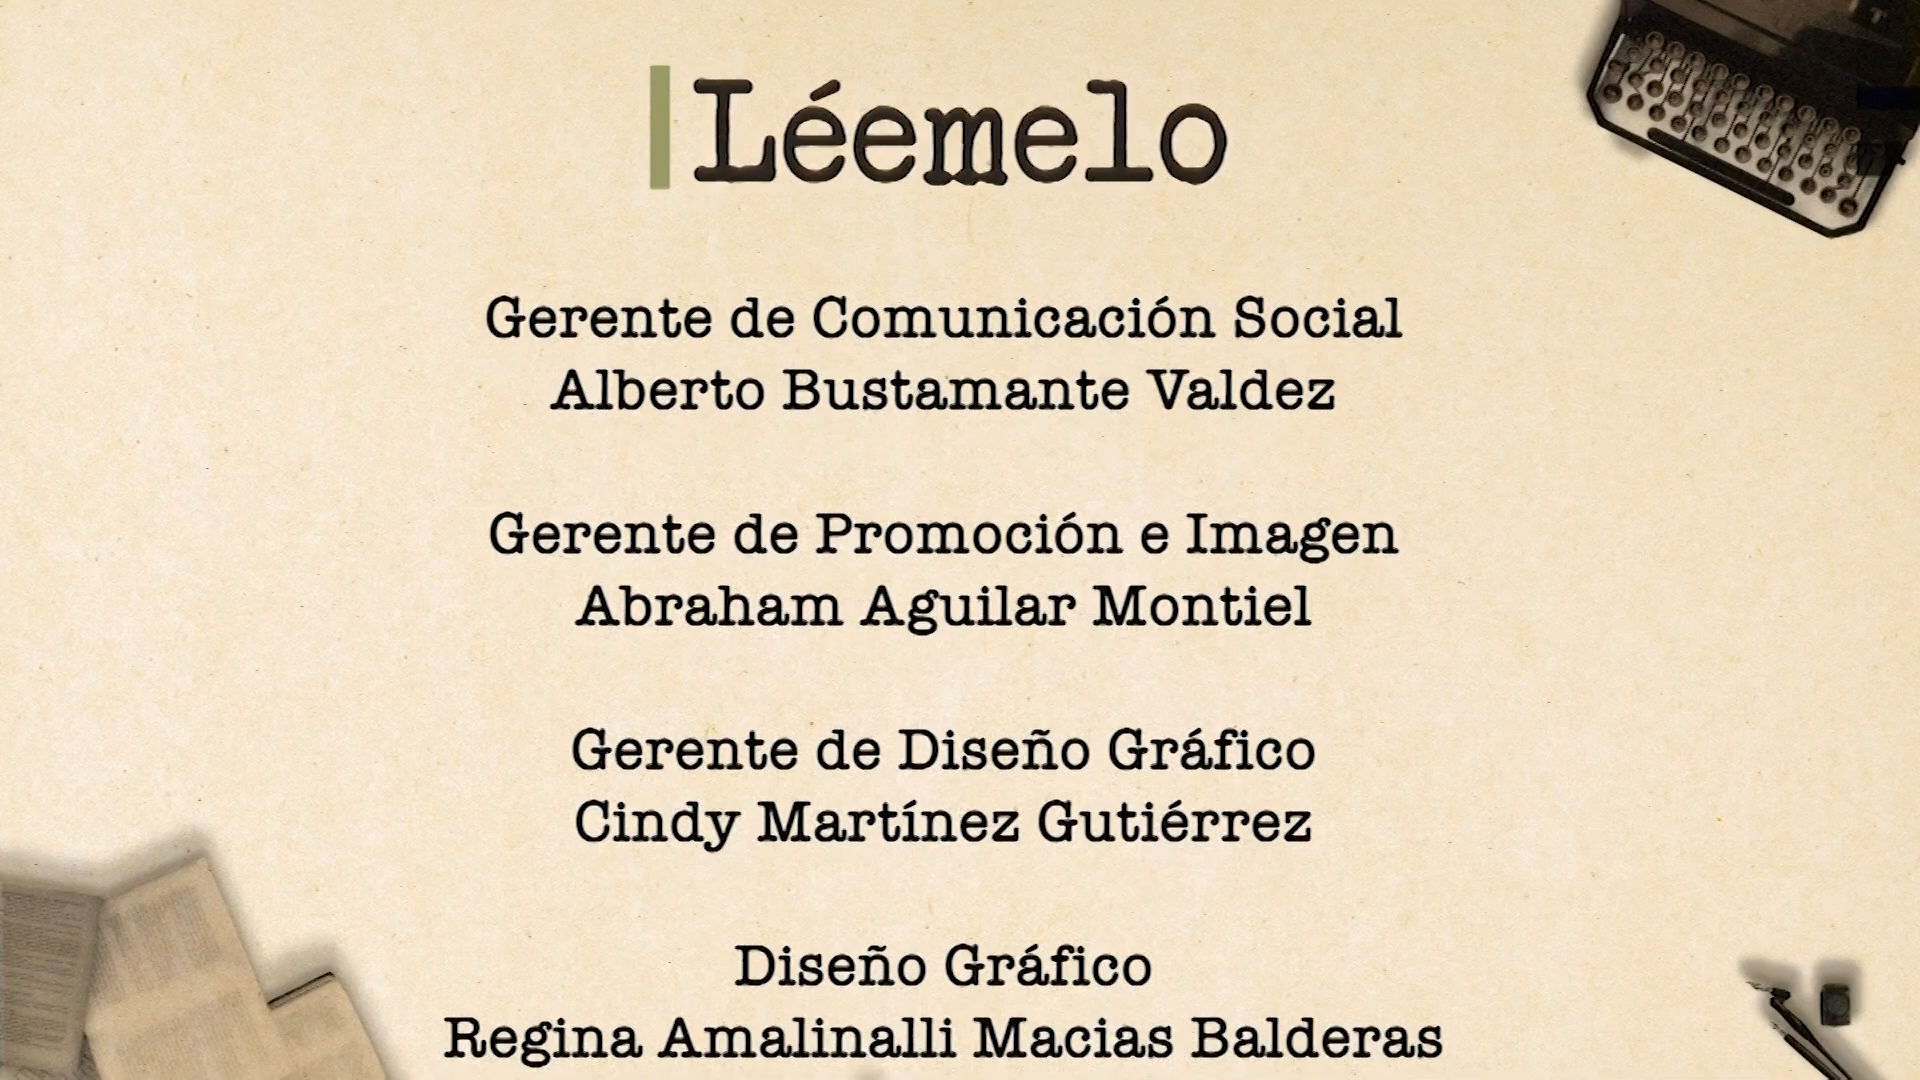 Léemelo
Gerente de Comunicación Social
Alberto Bustamante Valdez
Gerente de Promoción e Imagen
Abraham Aguilar Montiel
Gerente de Diseño Gráfico
Cindy Martínez Gutiérrez
Diseño Gráfico
Regina Amalinalli Macias Balderas